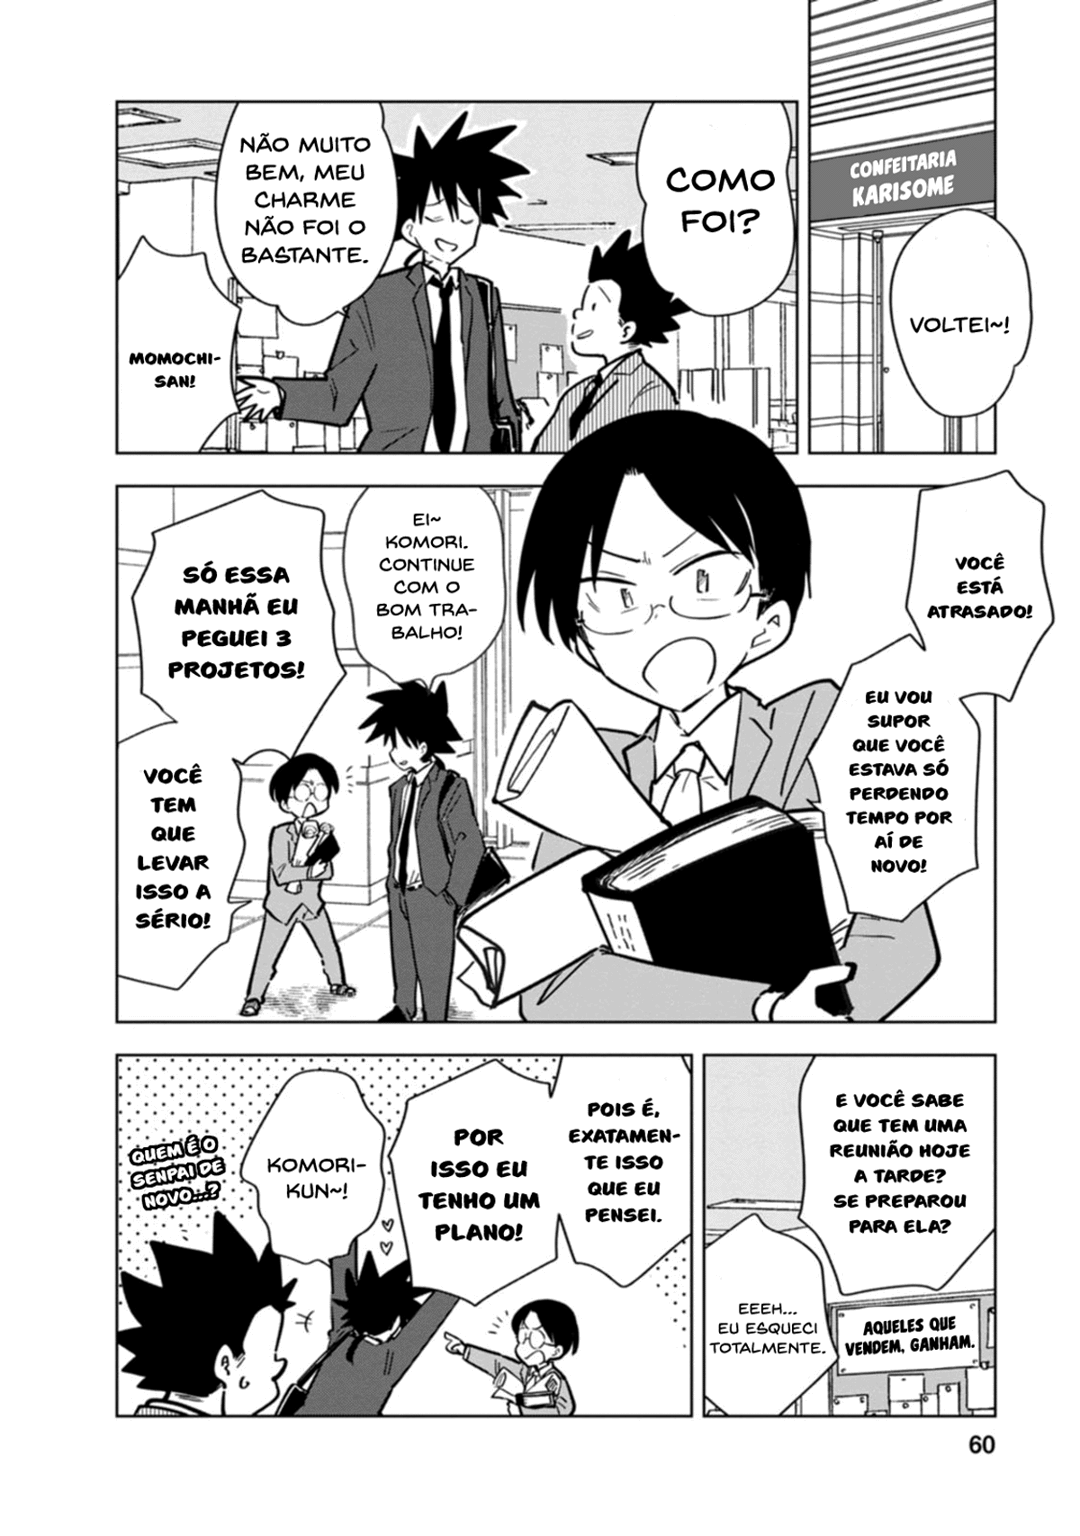 CONFEITARIA
KARISOME
VOLTEI~!
COMO
FOI?
NÃO MUITO
BEM, MEU
CHARME
NÃO FOI O
BASTANTE.
MOMOCHI-
SAN!
VOCÊ
ESTÁ
ATRASADO!
EU VOU
SUPOR
QUE VOCÊ
ESTAVA SÓ
PERDENDO
TEMPO POR
AÍ DE
NOVO!
EI~
KOMORI.
CONTINUE
COM O
BOM TRA-
BALHO!
SÓ ESSA
MANHÃ EU
PEGUEI 3
PROJETOS!
VOCÊ
TEM
QUE
LEVAR
ISSO A
SÉRIO!
E VOCÊ SABE
QUE TEM UMA
REUNIÃO HOJE
A TARDE?
SE PREPAROU
PARA ELA?
EEEH...
EU ESQUECI
TOTALMENTE.
AQUELES QUE
VENDEM, GANHAM.
POIS É,
EXATAMEN-
TE ISSO
QUE EU
PENSEI.
POR
ISSO EU
TENHO UM
PLANO!
KOMORI-
KUN~!
QUEM É O
SENPAI DE
NOVO...?
60